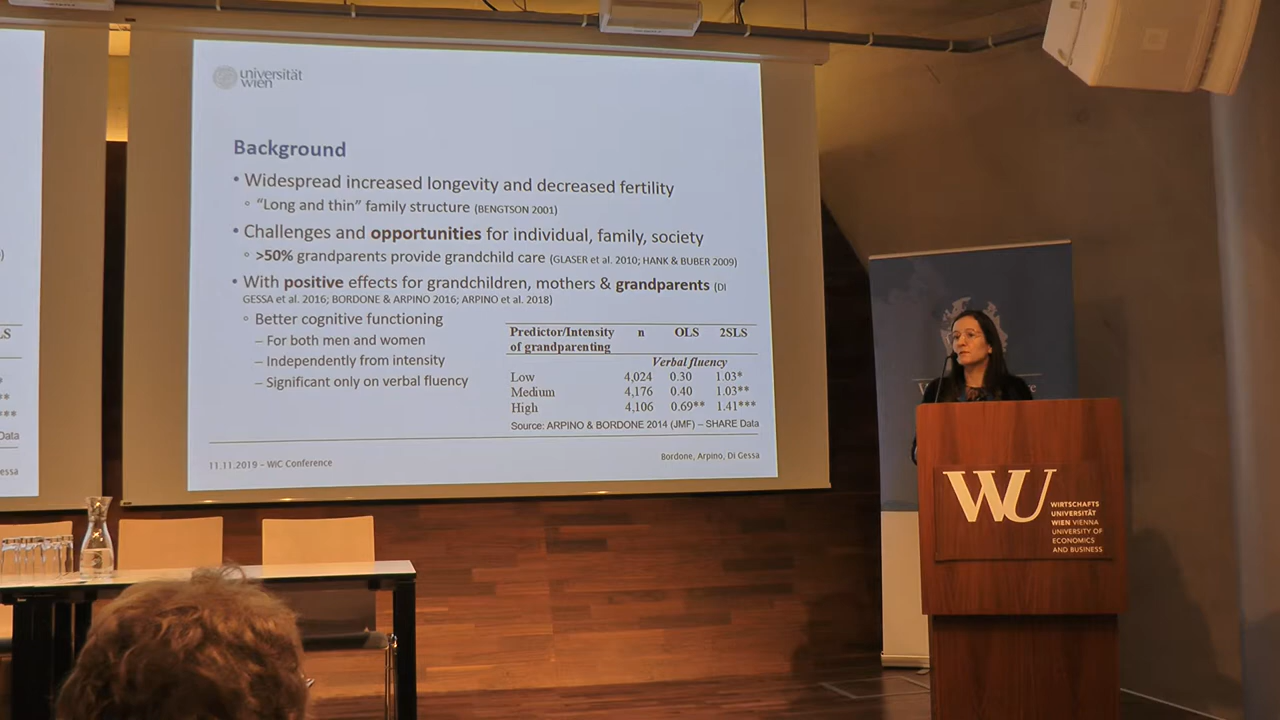 universität
wien
Background
• Widespread increased longevity and decreased fertility
◦ "Long and thin" family structure (BENGTSON 2001)
• Challenges and opportunities for individual, family, society
◦ >50% grandparents provide grandchild care (GLASER et al. 2010; HANK & BUBER 2009)
• With positive effects for grandchildren, mothers & grandparents (DI
GESSA et al. 2016; BORDONE & ARPINO 2016; ARPINO et al. 2018)
◦ Better cognitive functioning
– For both men and women
– Independently from intensity
– Significant only on verbal fluency
Predictor/Intensity n OLS 2SLS
of grandparenting
Verbal fluency
Low 4,024 0.30 1.03*
Medium 4,176 0.40 1.03**
High 4,106 0.69** 1.41***
Source: ARPINO & BORDONE 2014 (JMF) – SHARE Data
11.11.2019 – WIC Conference
Bordone, Arpino, Di Gessa
)
LS
*
**
***
Data
essa
WU
WIRTSCHAFTS
UNIVERSITÄT
WIEN VIENNA
UNIVERSITY OF
ECONOMICS
AND BUSINESS